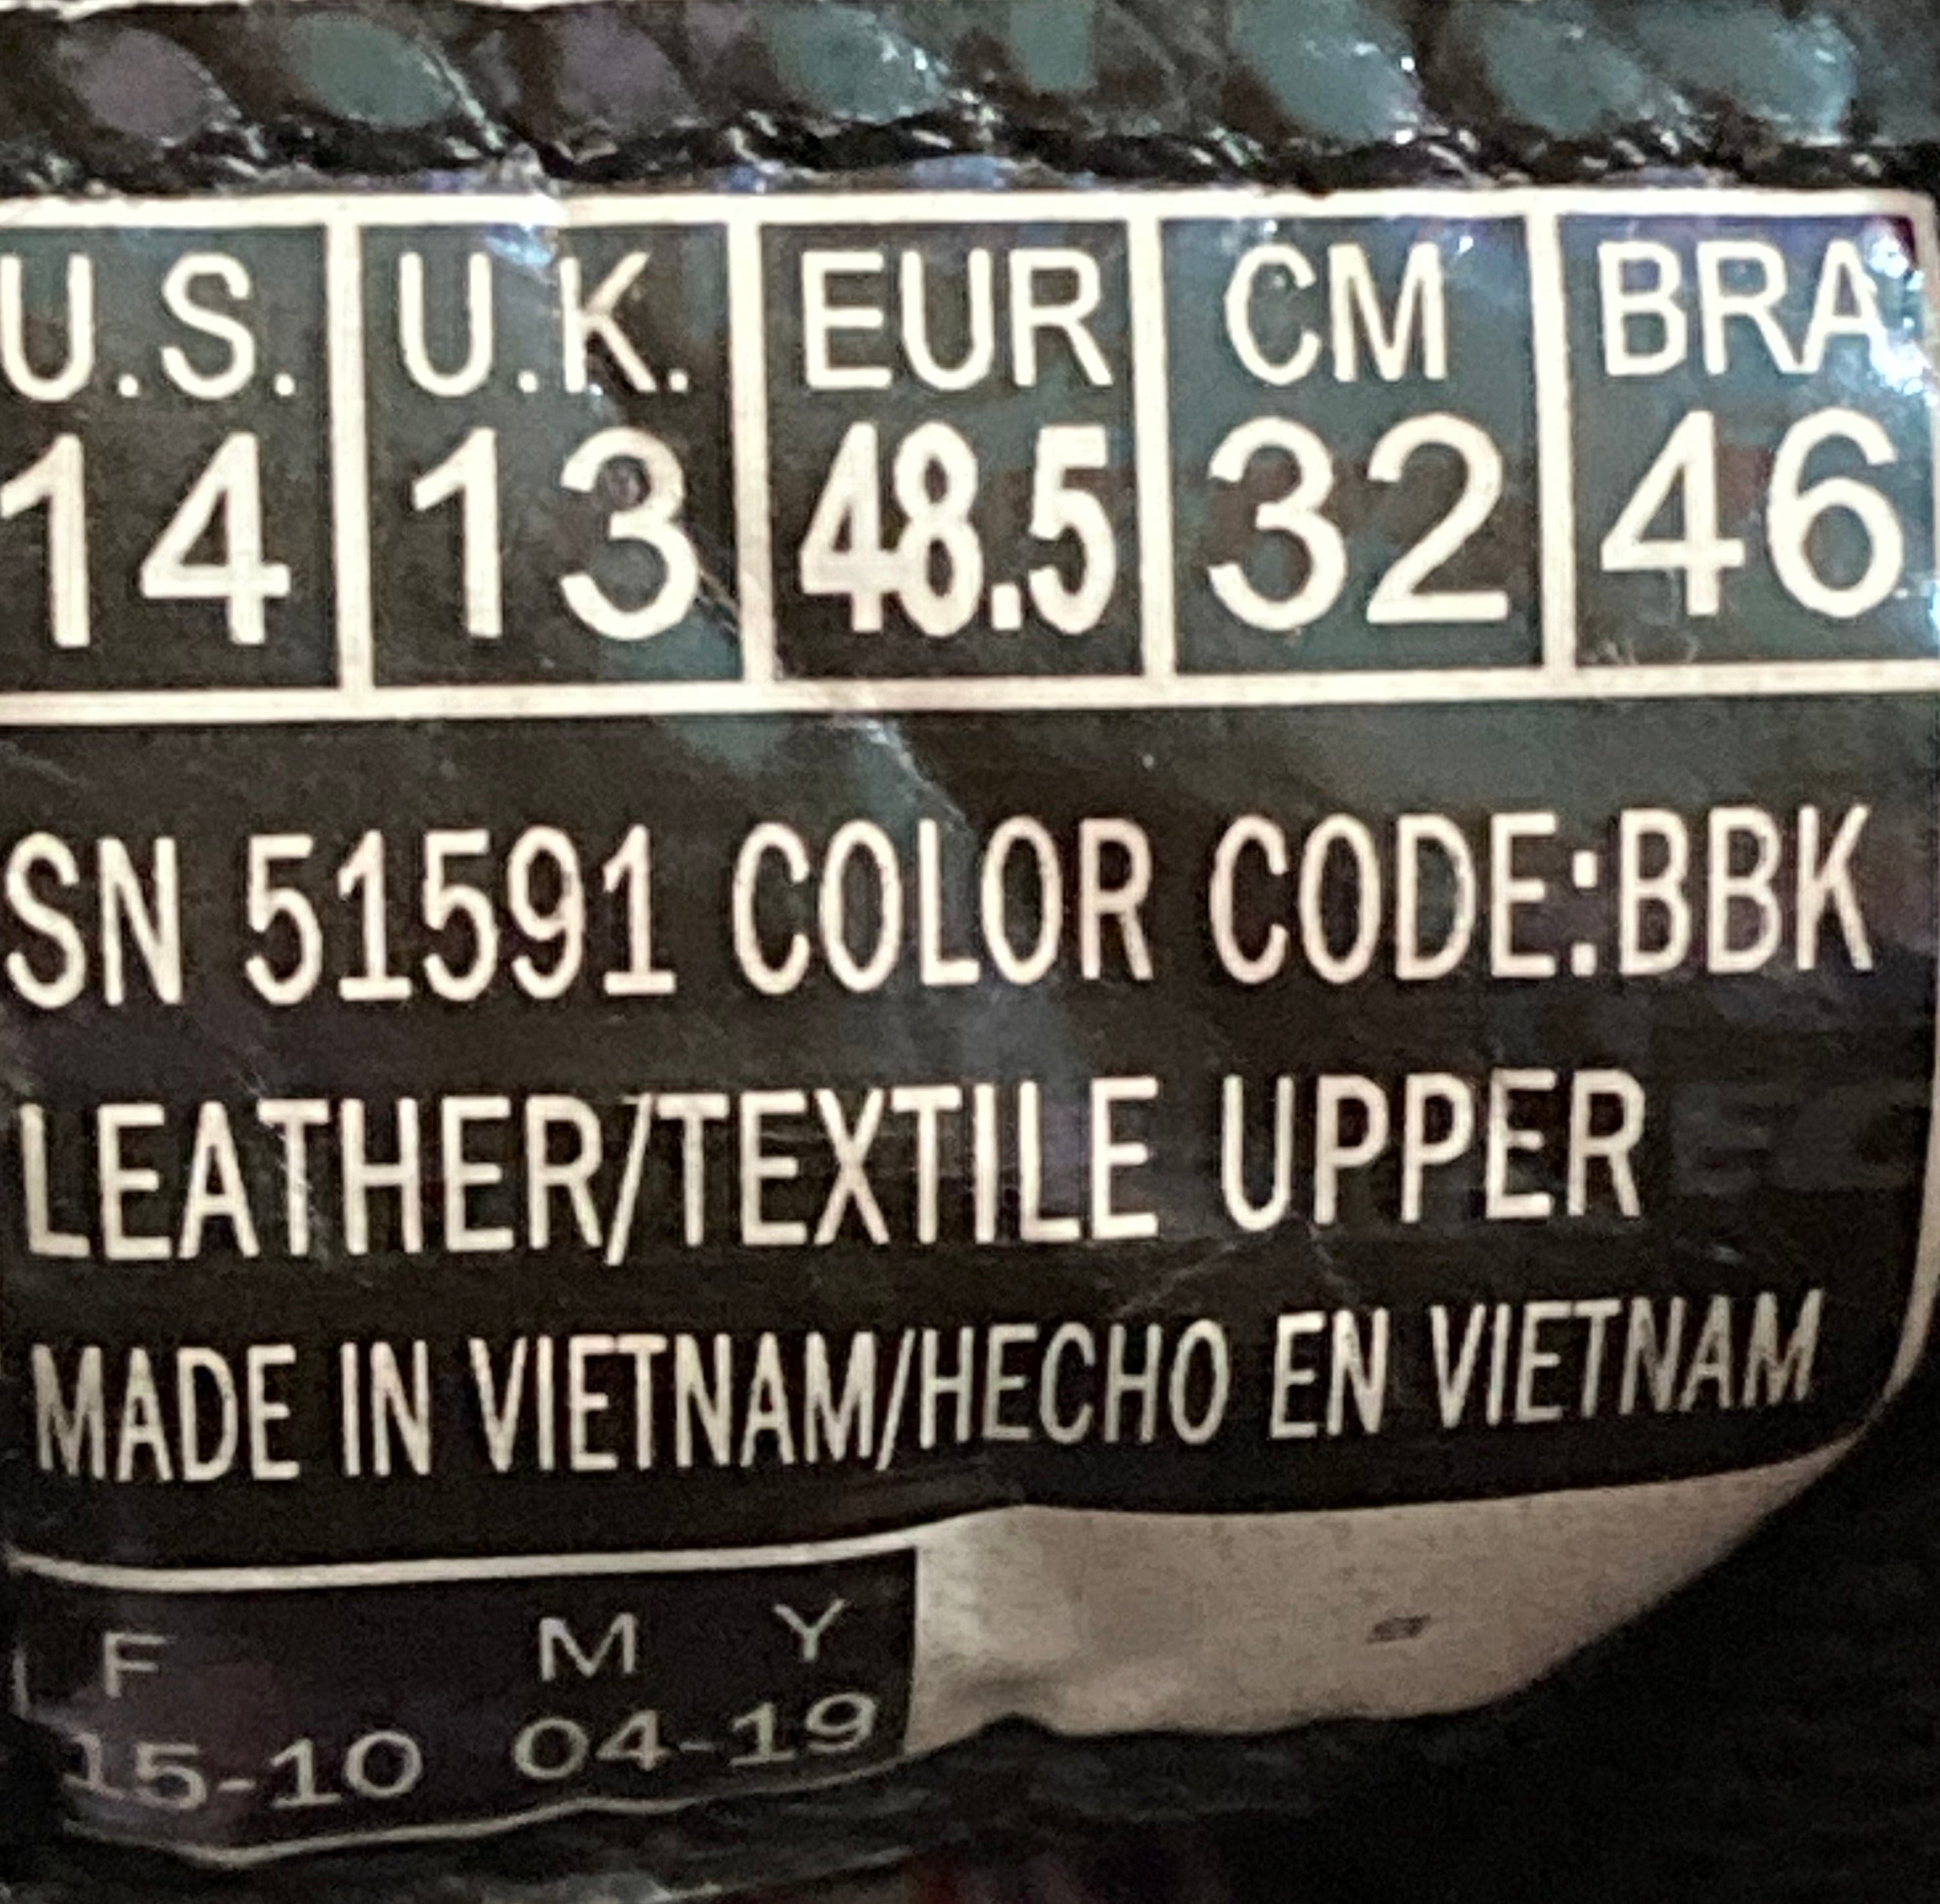 U.S. U.K. EUR CM BRA
14 13 48.5 32 46
SN 51591 COLOR CODE:BBK
LEATHER/TEXTILE UPPER
MADE IN VIETNAM/HECHO EN VIETNAM
F M Y
15-10 04-19